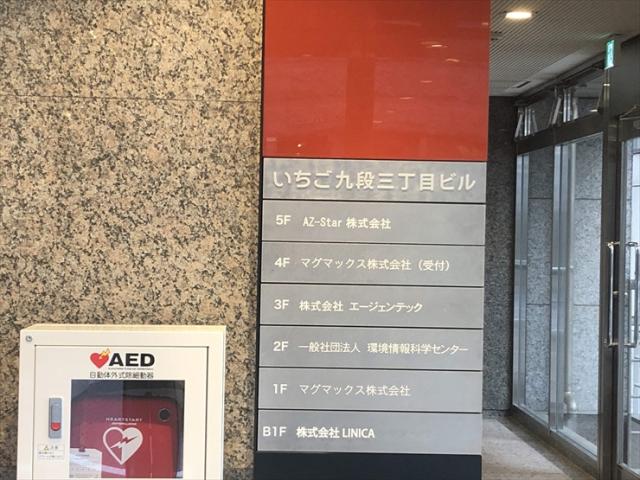 いちご九段三丁目ビル
5F AZ-Star 株式会社
4F マグマックス株式会社（受付）
3F 株式会社 エージェンテック
2F 一般社団法人 環境情報科学センター
1F マグマックス株式会社
B1F 株式会社 LINICA
AED
自動体外式除細動器
HEARTSTART